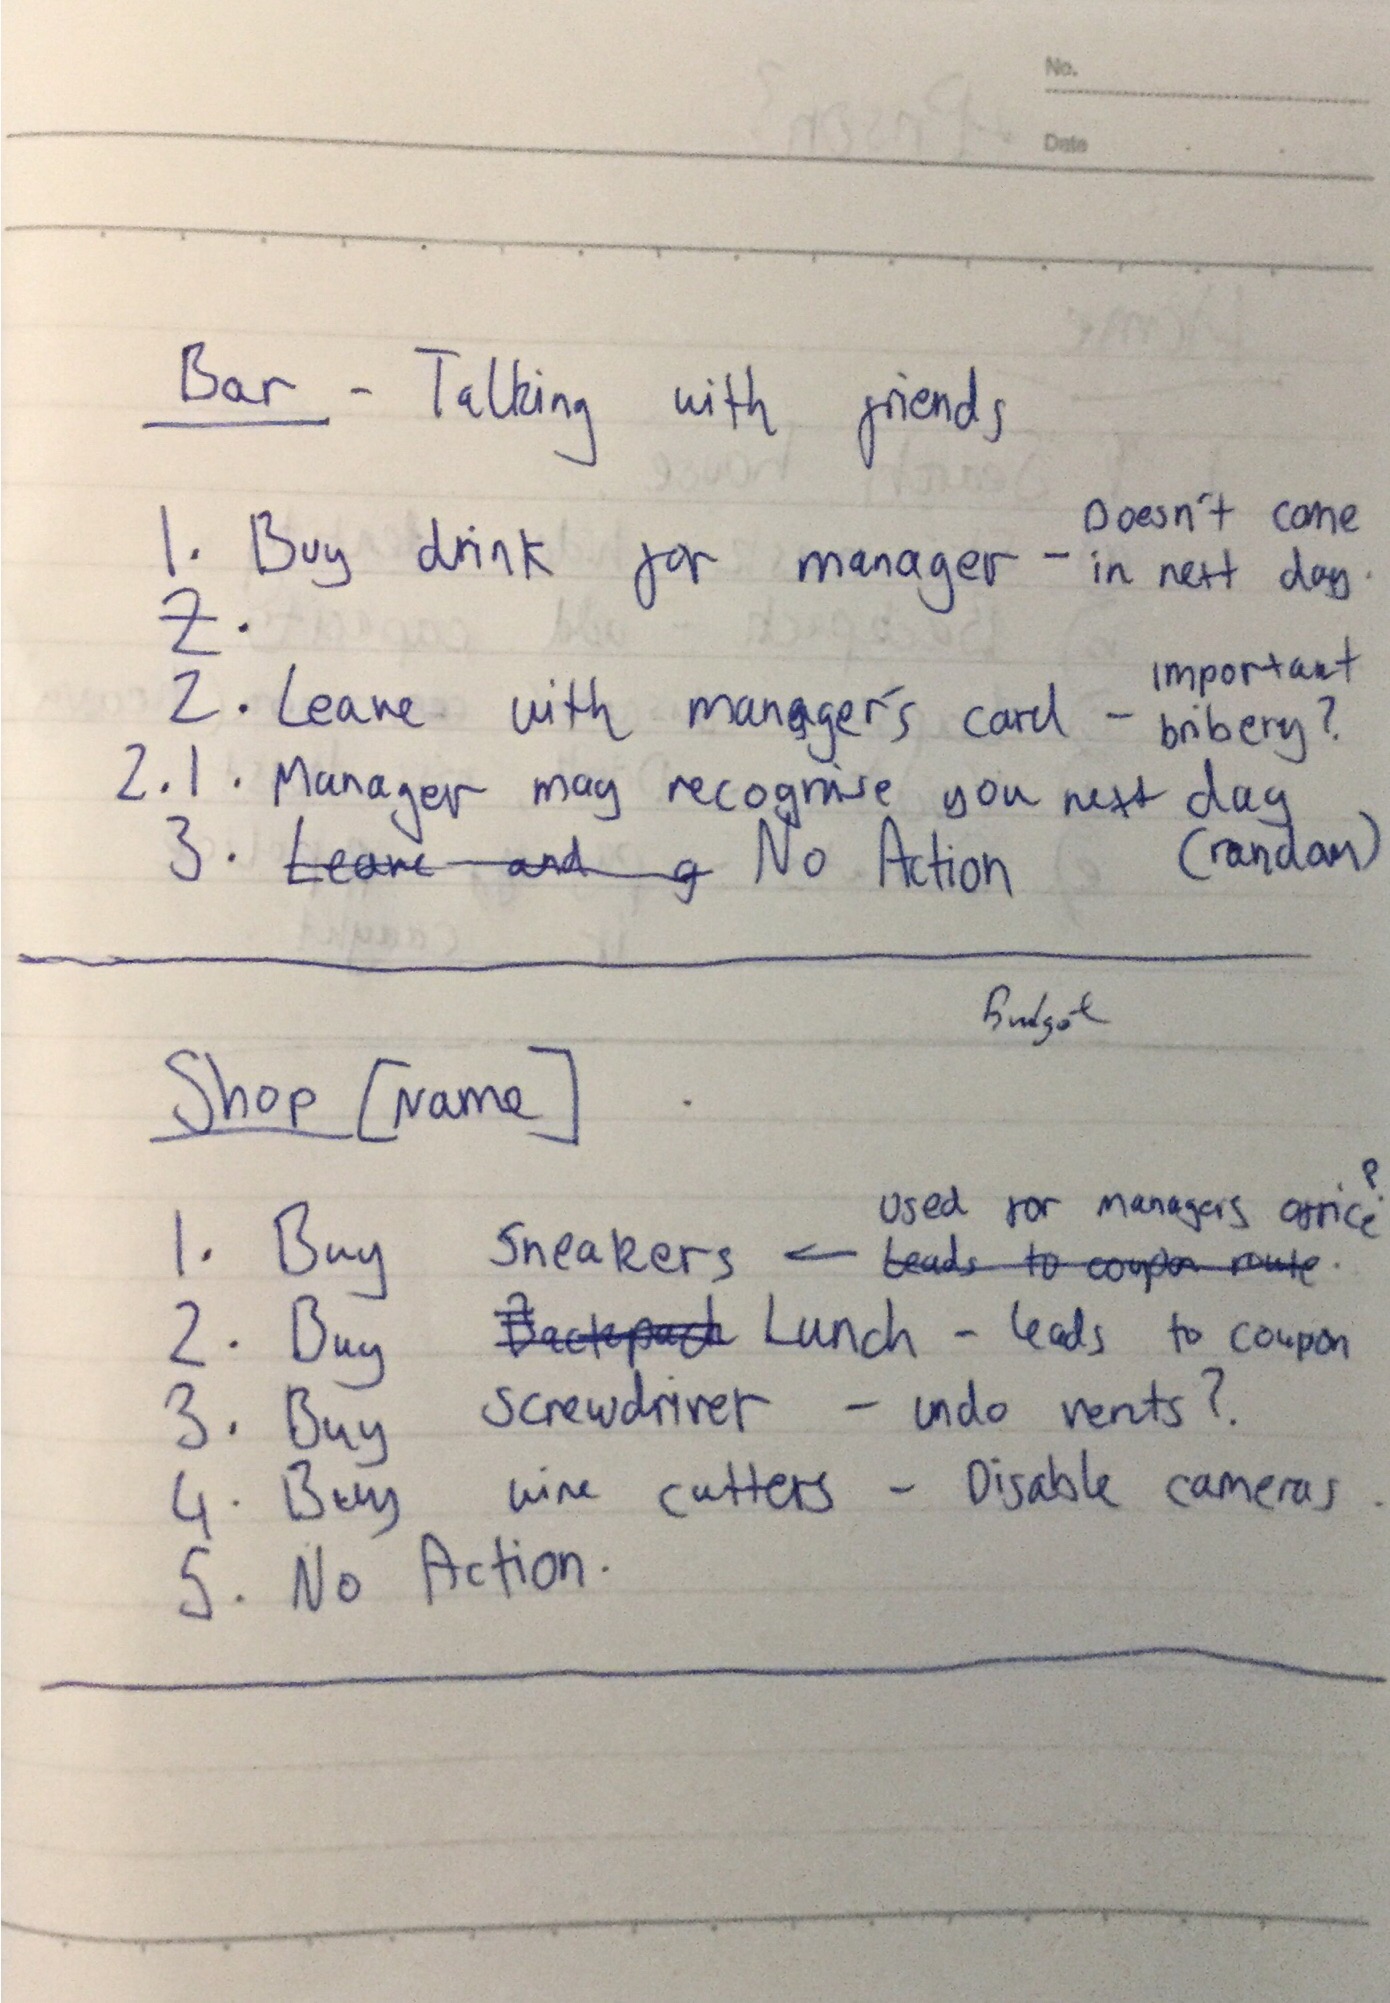 No.
Date
Bar - Talking with friends
1. Buy drink for manager - Doesn't come
in next day.
2.
2. Leave with manager's card - important
bribery?
2.1. Manager may recognise you next day
(random)
3. Leave and g No Action
Budget
Shop [Name]
1. Buy sneakers ← used for managers office?
leads to coupon route.
2. Buy Backpack Lunch - leads to coupon
3. Buy screwdriver - undo vents?.
4. Buy wire cutters - Disable cameras.
5. No Action.